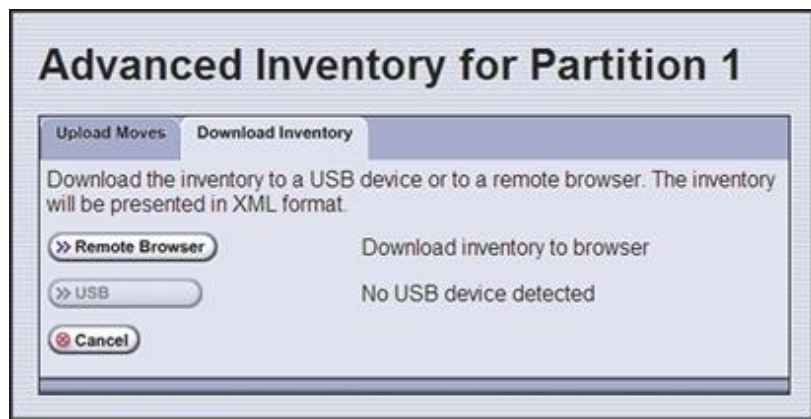 Advanced Inventory for Partition 1
Upload Moves Download Inventory
Download the inventory to a USB device or to a remote browser. The inventory
will be presented in XML format.
Remote Browser Download inventory to browser
USB No USB device detected
Cancel